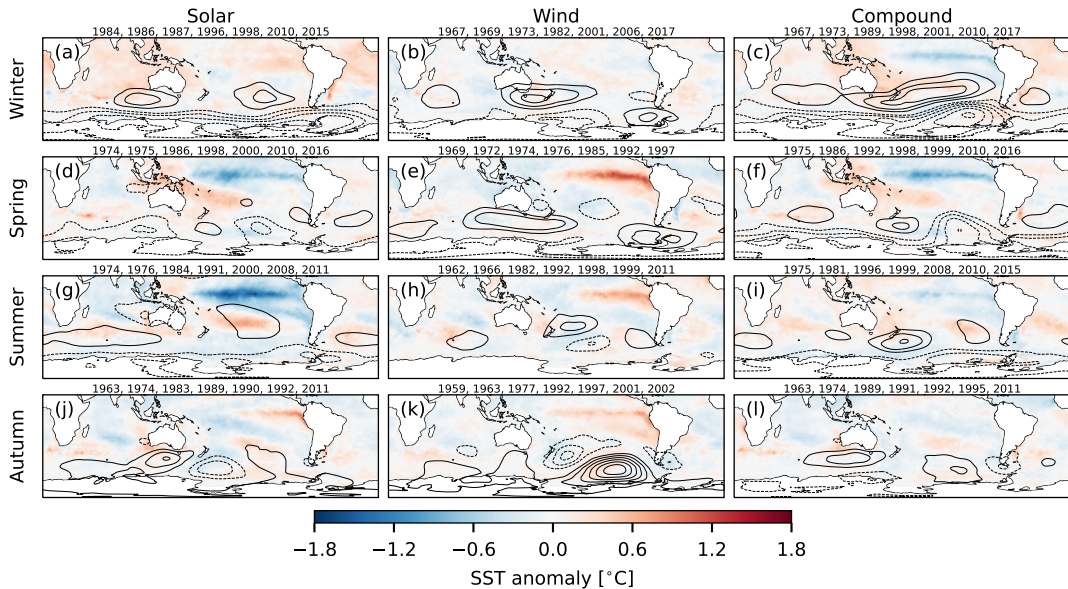 Solar Wind Compound
1984, 1986, 1987, 1996, 1998, 2010, 2015 1967, 1969, 1973, 1982, 2001, 2006, 2017 1967, 1973, 1989, 1998, 2001, 2010, 2017
Winter (a) (b) (c)
1974, 1975, 1986, 1998, 2000, 2010, 2016 1969, 1972, 1974, 1976, 1985, 1992, 1997 1975, 1986, 1992, 1998, 1999, 2010, 2016
Spring (d) (e) (f)
1974, 1976, 1984, 1991, 2000, 2008, 2011 1962, 1966, 1982, 1992, 1998, 1999, 2011 1975, 1981, 1996, 1999, 2008, 2010, 2015
Summer (g) (h) (i)
1963, 1974, 1983, 1989, 1990, 1992, 2011 1959, 1963, 1977, 1992, 1997, 2001, 2002 1963, 1974, 1989, 1991, 1992, 1995, 2011
Autumn (j) (k) (l)
−1.8 −1.2 −0.6 0.0 0.6 1.2 1.8
SST anomaly [°C]